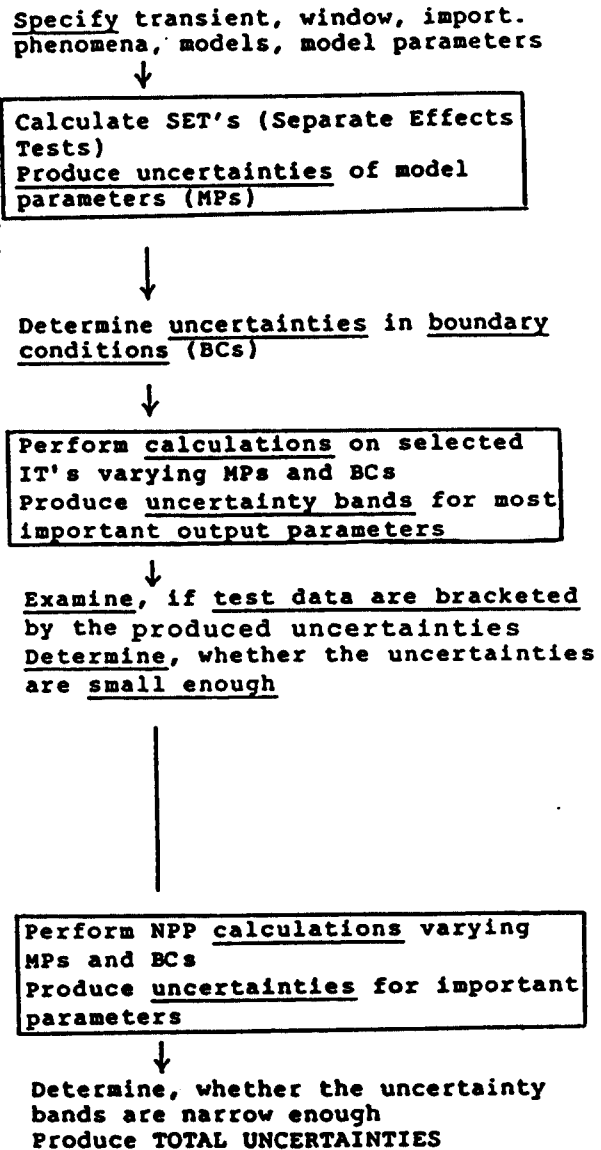 Specify transient, window, import.
phenomena, models, model parameters
Calculate SET's (Separate Effects
Tests)
Produce uncertainties of model
parameters (MPs)
Determine uncertainties in boundary
conditions (BCs)
Perform calculations on selected
IT's varying MPs and BCs
Produce uncertainty bands for most
important output parameters
Examine, if test data are bracketed
by the produced uncertainties
Determine, whether the uncertainties
are small enough
Perform NPP calculations varying
MPs and BCs
Produce uncertainties for important
parameters
Determine, whether the uncertainty
bands are narrow enough
Produce TOTAL UNCERTAINTIES